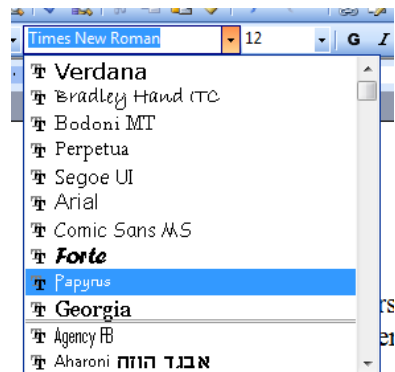 Times New Roman 12 G I
Verdana
Bradley Hand ITC
Bodoni MT
Perpetua
Segoe UI
Arial
Comic Sans MS
Forte
Papyrus
Georgia
Agency FB
Aharoni אבגד הוזח